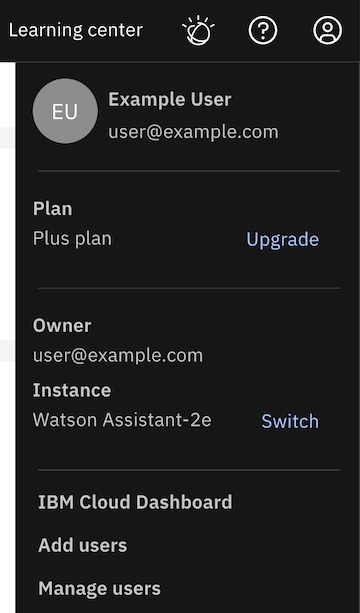 Learning center
EU
Example User
user@example.com
Plan
Plus plan Upgrade
Owner
user@example.com
Instance
Watson Assistant-2e Switch
IBM Cloud Dashboard
Add users
Manage users